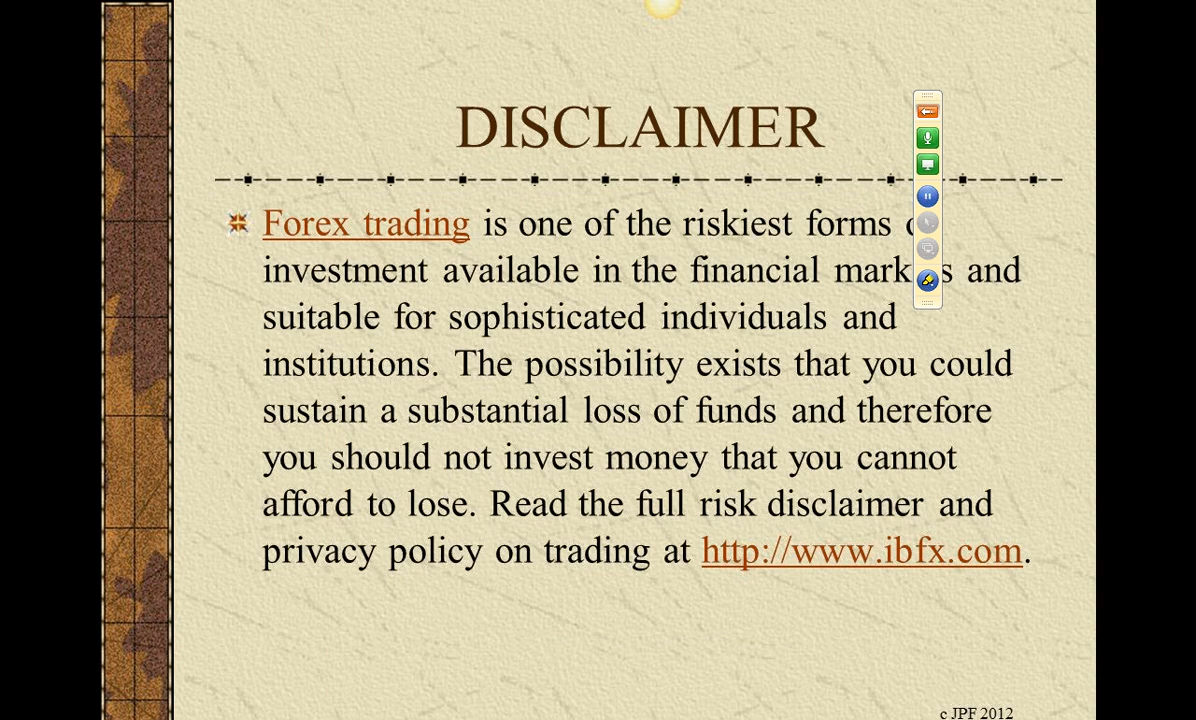 DISCLAIMER
Forex trading is one of the riskiest forms
investment available in the financial markets and
suitable for sophisticated individuals and
institutions. The possibility exists that you could
sustain a substantial loss of funds and therefore
you should not invest money that you cannot
afford to lose. Read the full risk disclaimer and
privacy policy on trading at http://www.ibfx.com.
c JPF 2012